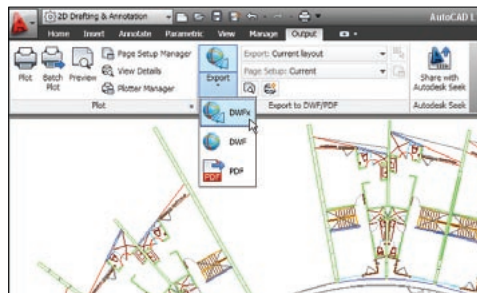 2D Drafting & Annotation
AutoCAD L
Home Insert Annotate Parametric View Manage Output
Plot
Batch Plot
Preview
Page Setup Manager
View Details
Plotter Manager
Plot
Export
Export: Current layout
Page Setup: Current
Export to DWF/PDF
Share with Autodesk Seek
Autodesk Seek
DWFx
DWF
PDF
PDF